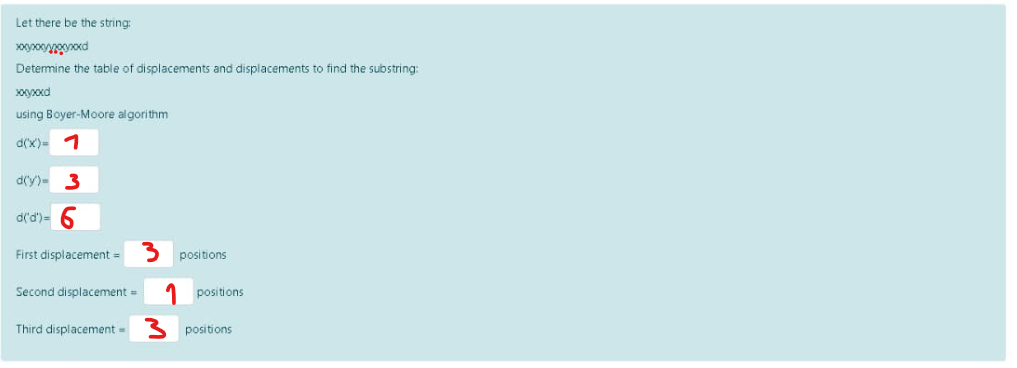 Let there be the string:
xxyxxyyxxyxxd
Determine the table of displacements and displacements to find the substring:
xxyxxd
using Boyer-Moore algorithm
d('x')= 1
d('y')= 3
d('d')= 6
First displacement = 3 positions
Second displacement = 1 positions
Third displacement = 3 positions